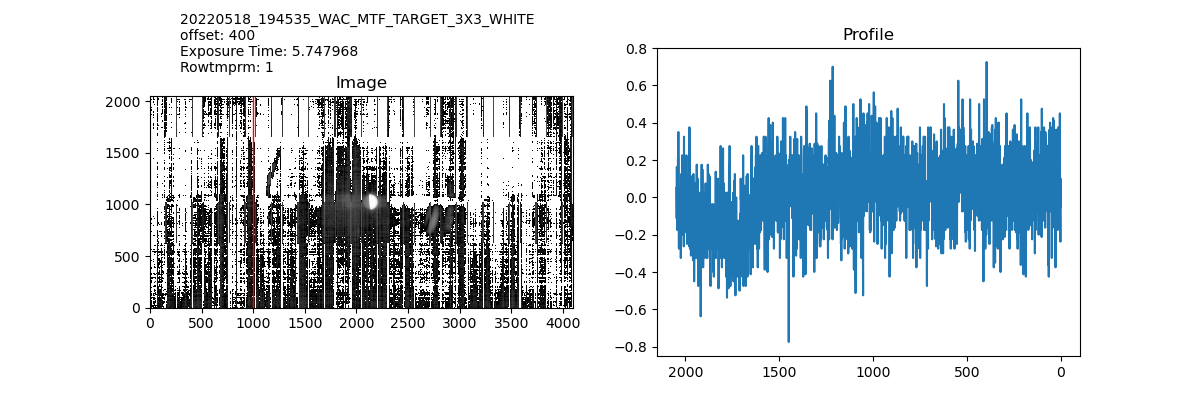 20220518_194535_WAC_MTF_TARGET_3X3_WHITE
offset: 400
Exposure Time: 5.747968
Rowtmprm: 1
Image
2000
1500
1000
500
0
0 500 1000 1500 2000 2500 3000 3500 4000
Profile
0.8
0.6
0.4
0.2
0.0
−0.2
−0.4
−0.6
−0.8
2000 1500 1000 500 0